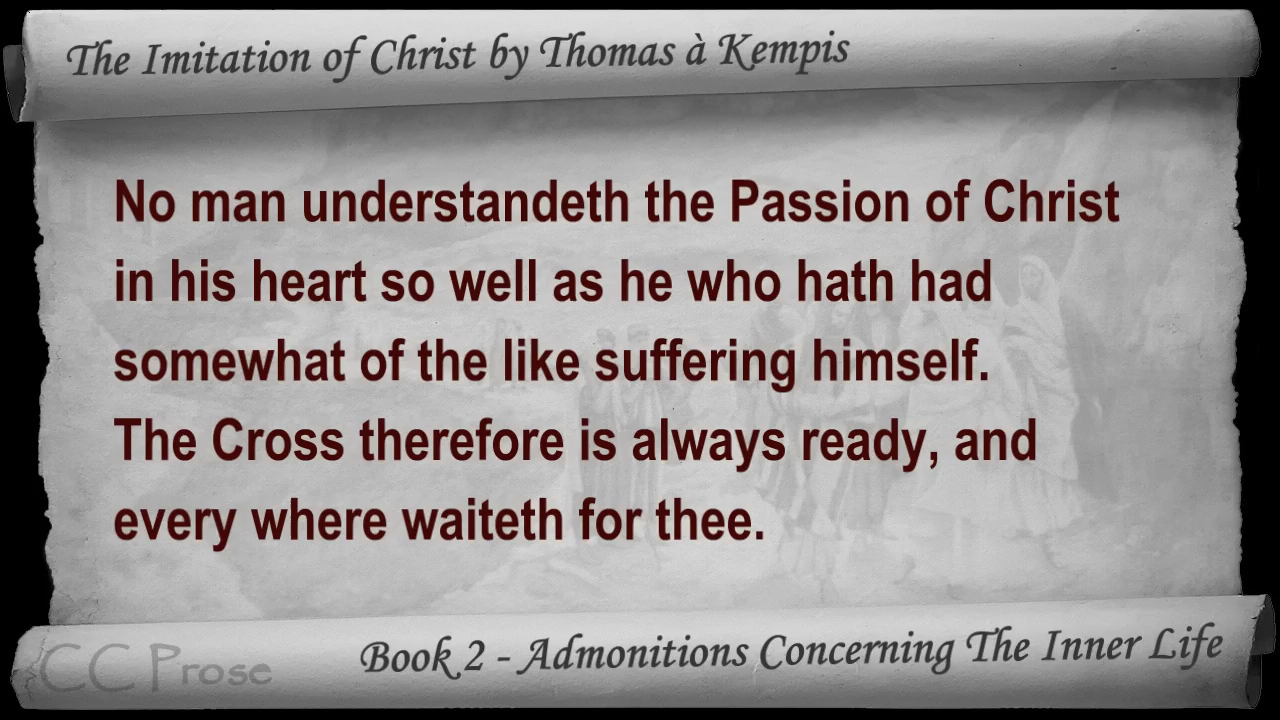 The Imitation of Christ by Thomas à Kempis
No man understandeth the Passion of Christ
in his heart so well as he who hath had
somewhat of the like suffering himself.
The Cross therefore is always ready, and
every where waiteth for thee.
CC Prose
Book 2 - Admonitions Concerning The Inner Life